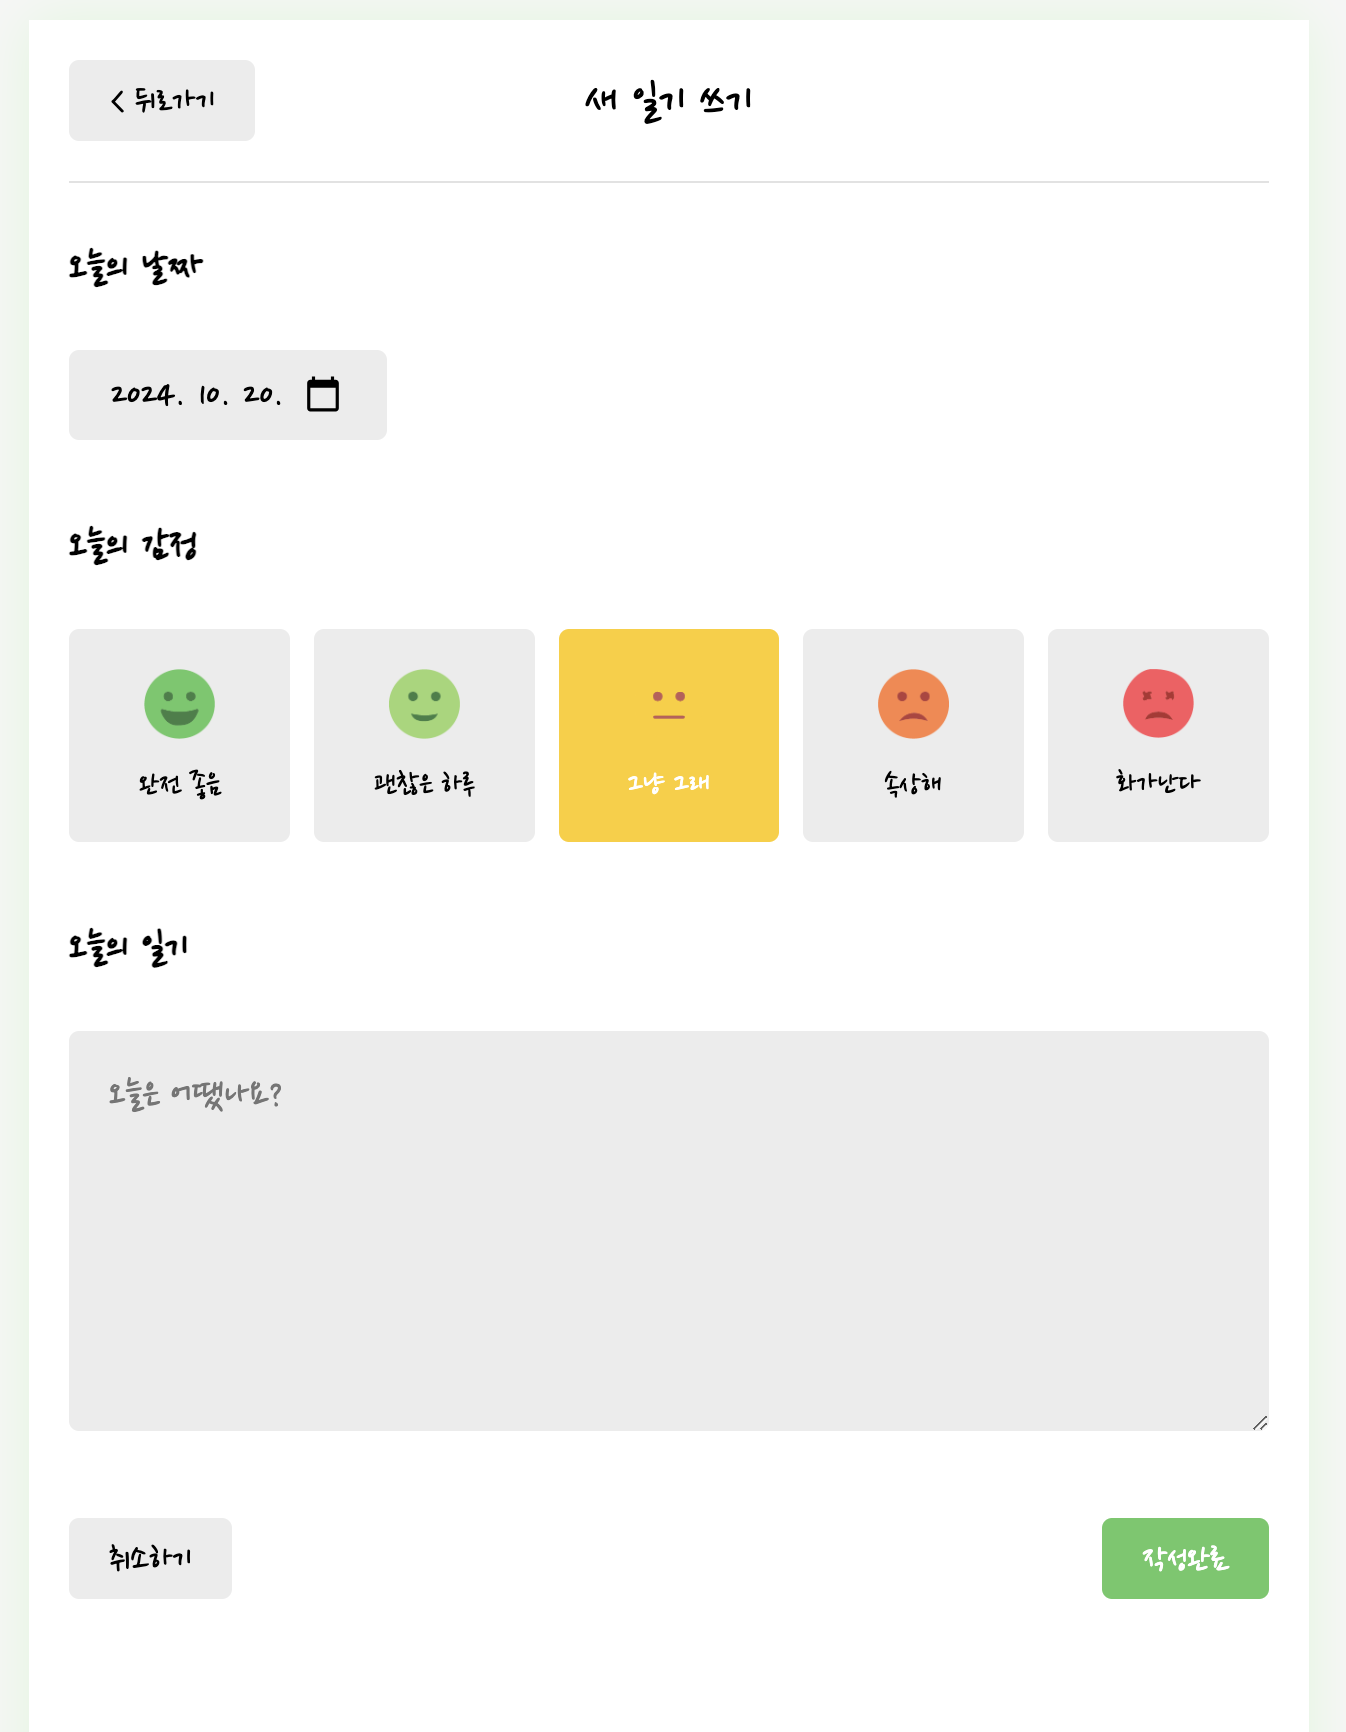 < 뒤로가기
새 일기 쓰기
오늘의 날짜
2024. 10. 20.
오늘의 감정
완전 좋음
괜찮은 하루
그냥 그래
속상해
화가난다
오늘의 일기
오늘은 어땠나요?
취소하기
작성완료